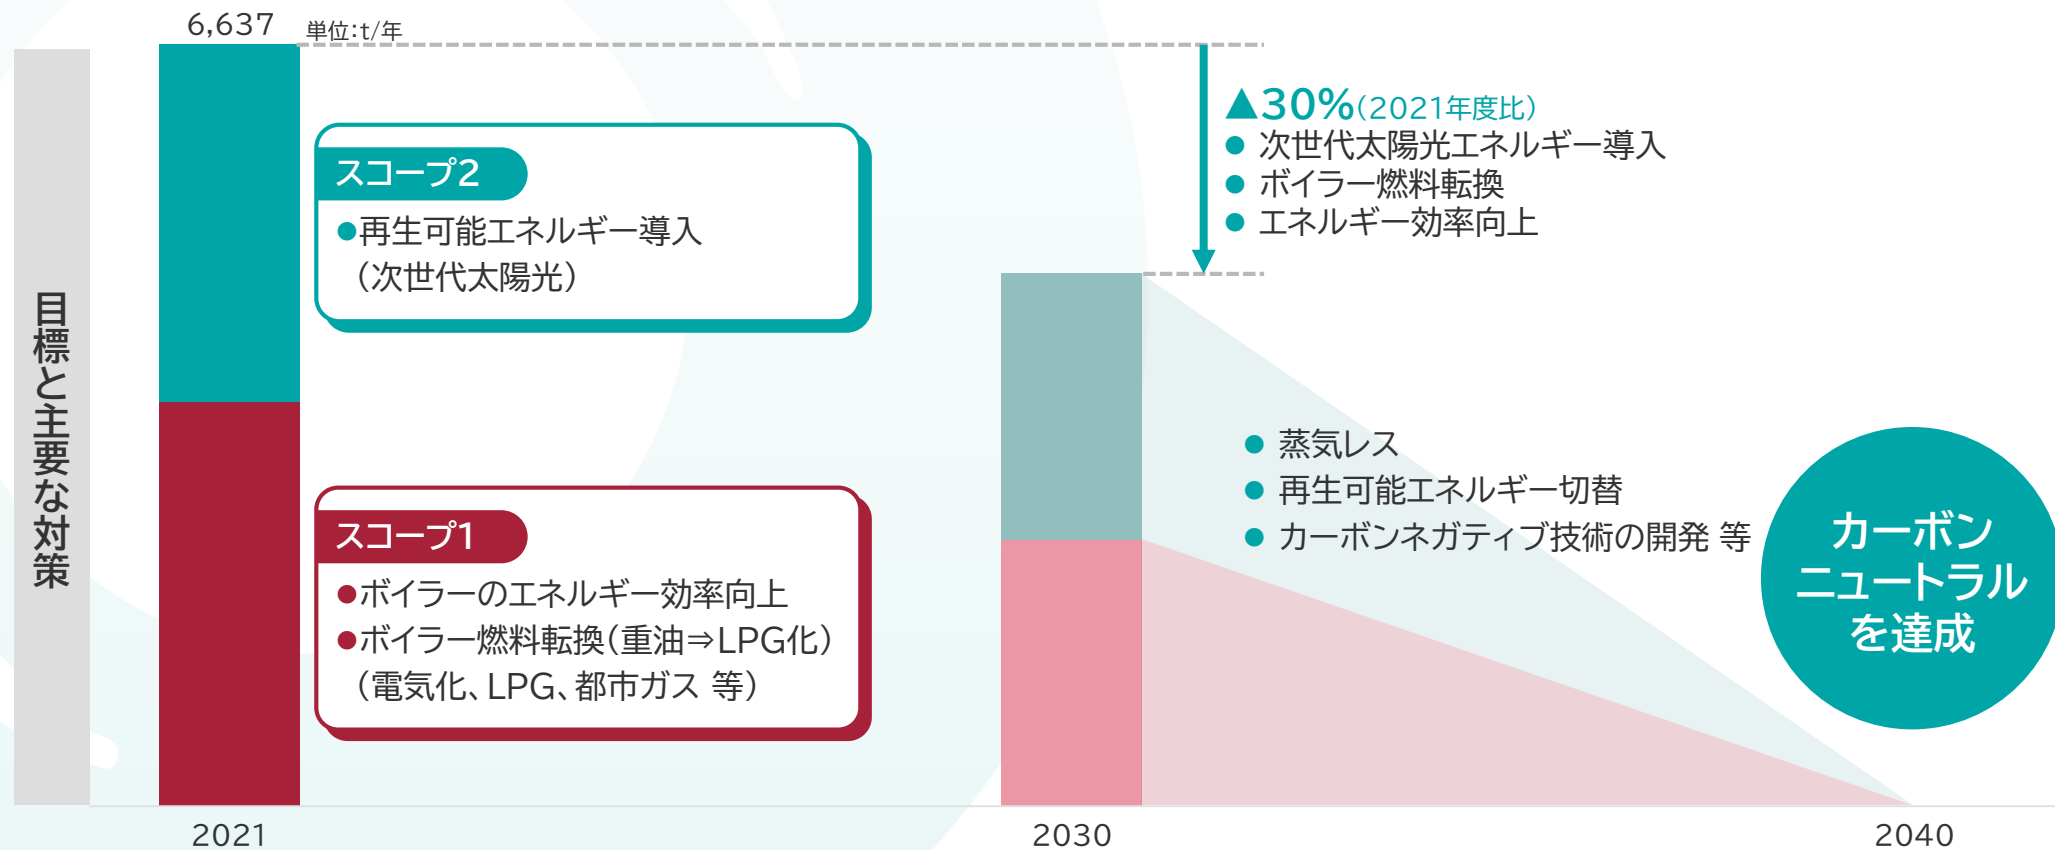 目標と主要な対策
6,637 単位:t/年
スコープ2
●再生可能エネルギー導入
(次世代太陽光)
スコープ1
●ボイラーのエネルギー効率向上
●ボイラー燃料転換(重油⇒LPG化)
(電気化、LPG、都市ガス 等)
▲30%(2021年度比)
● 次世代太陽光エネルギー導入
● ボイラー燃料転換
● エネルギー効率向上
● 蒸気レス
● 再生可能エネルギー切替
● カーボンネガティブ技術の開発 等
カーボン
ニュートラル
を達成
2021
2030
2040